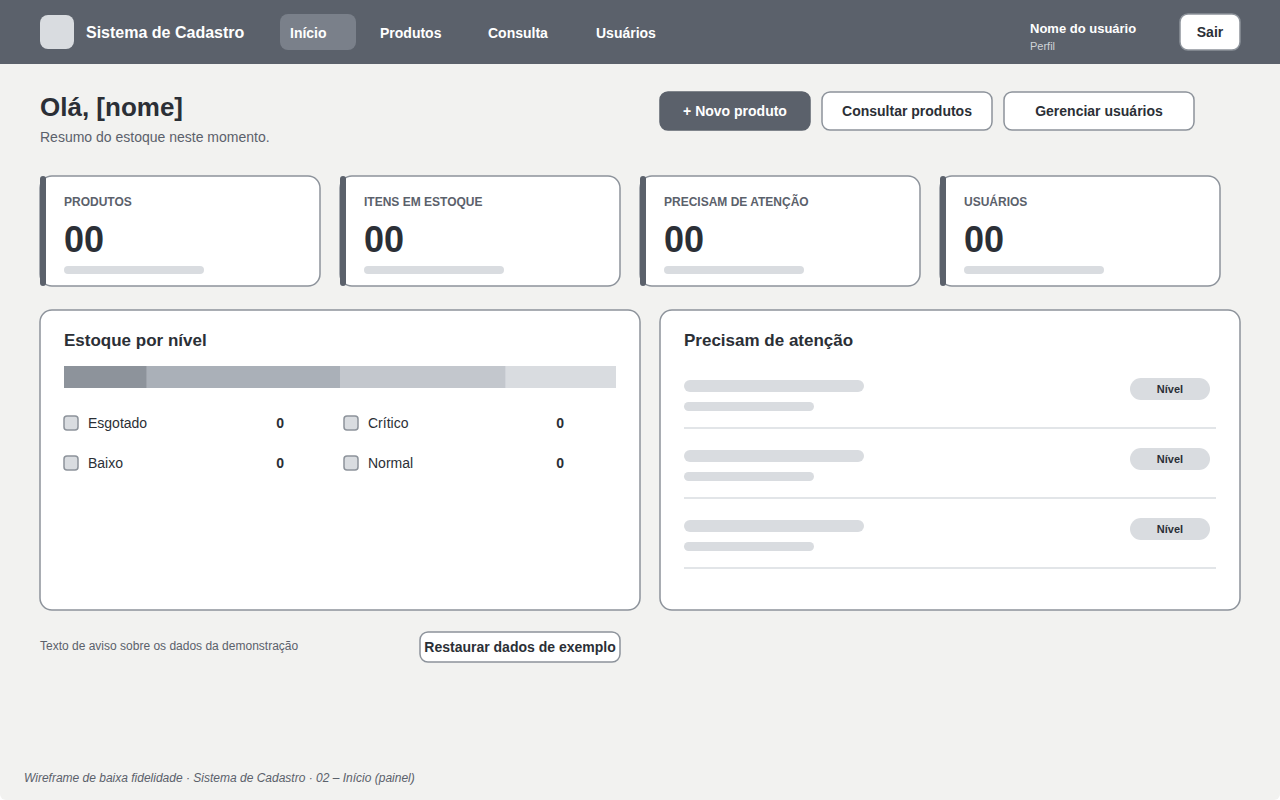 Sistema de Cadastro
Início
Produtos
Consulta
Usuários
Nome do usuário
Perfil
Sair
Olá, [nome]
Resumo do estoque neste momento.
+ Novo produto
Consultar produtos
Gerenciar usuários
PRODUTOS
00
ITENS EM ESTOQUE
00
PRECISAM DE ATENÇÃO
00
USUÁRIOS
00
Estoque por nível
Esgotado 0
Crítico 0
Baixo 0
Normal 0
Precisam de atenção
Nível
Nível
Nível
Texto de aviso sobre os dados da demonstração
Restaurar dados de exemplo
Wireframe de baixa fidelidade · Sistema de Cadastro · 02 – Início (painel)